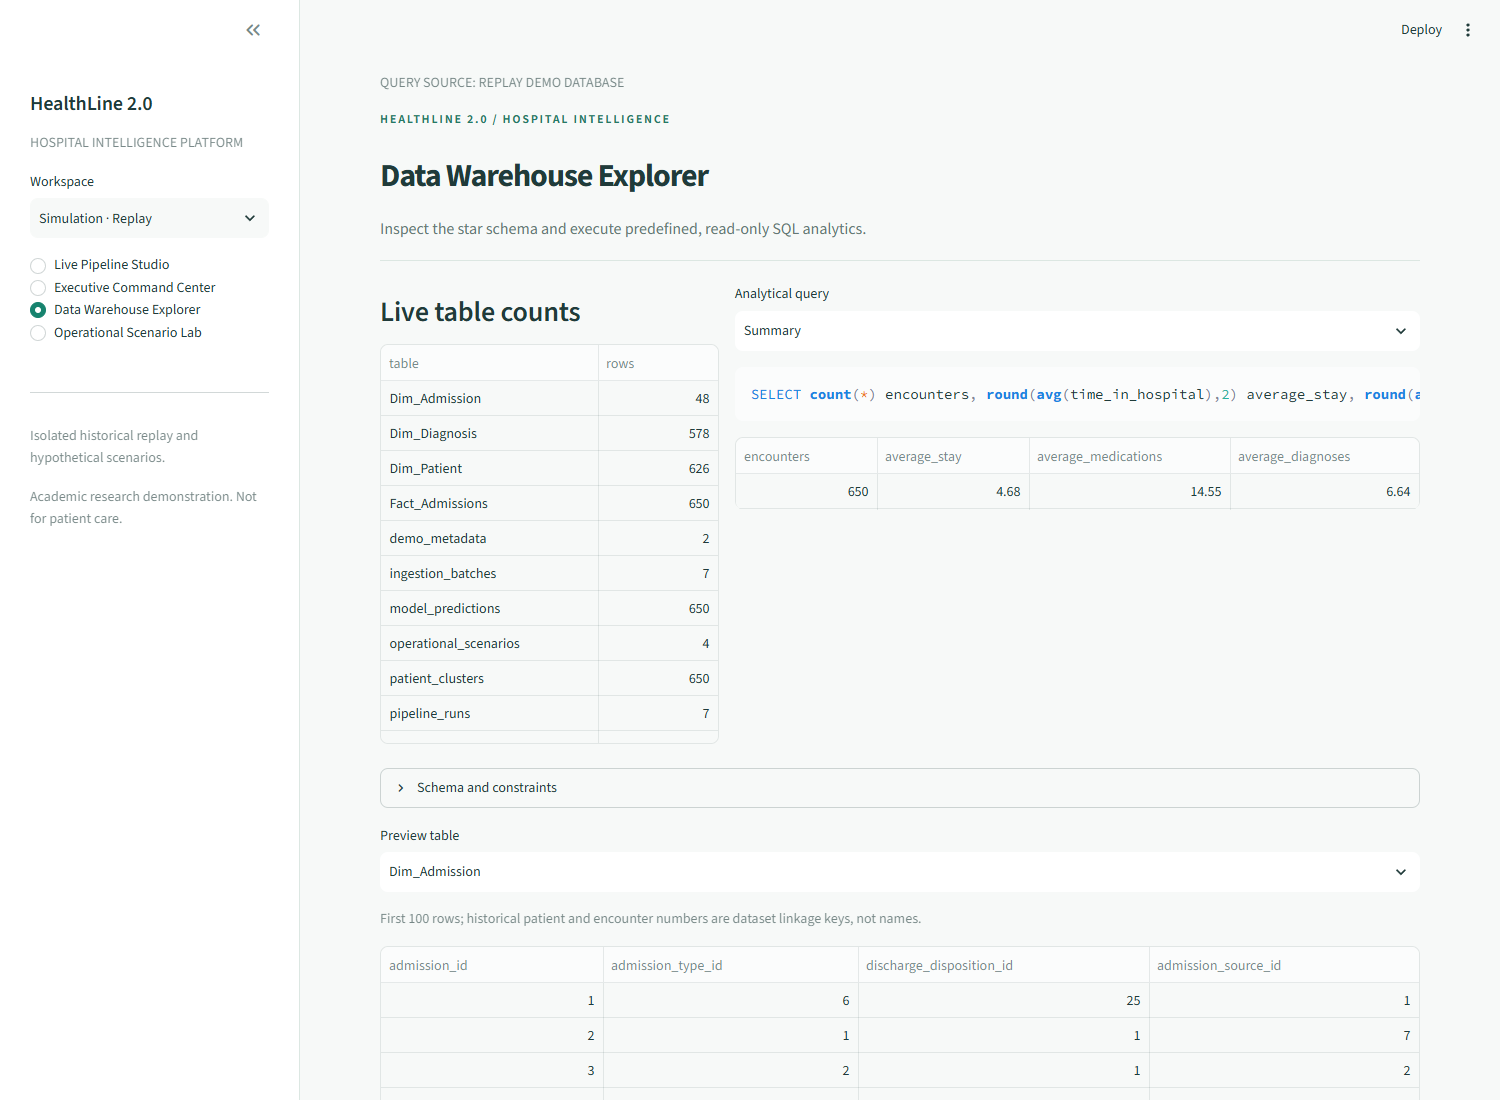 HealthLine 2.0
HOSPITAL INTELLIGENCE PLATFORM
Workspace
Simulation · Replay
Live Pipeline Studio
Executive Command Center
Data Warehouse Explorer
Operational Scenario Lab
Isolated historical replay and
hypothetical scenarios.
Academic research demonstration. Not
for patient care.
Deploy
QUERY SOURCE: REPLAY DEMO DATABASE
HEALTHLINE 2.0 / HOSPITAL INTELLIGENCE
Data Warehouse Explorer
Inspect the star schema and execute predefined, read-only SQL analytics.
Live table counts
table rows
Dim_Admission 48
Dim_Diagnosis 578
Dim_Patient 626
Fact_Admissions 650
demo_metadata 2
ingestion_batches 7
model_predictions 650
operational_scenarios 4
patient_clusters 650
pipeline_runs 7
Analytical query
Summary
SELECT count(*) encounters, round(avg(time_in_hospital),2) average_stay, round(a
encounters average_stay average_medications average_diagnoses
650 4.68 14.55 6.64
Schema and constraints
Preview table
Dim_Admission
First 100 rows; historical patient and encounter numbers are dataset linkage keys, not names.
admission_id admission_type_id discharge_disposition_id admission_source_id
1 6 25 1
2 1 1 7
3 2 1 2